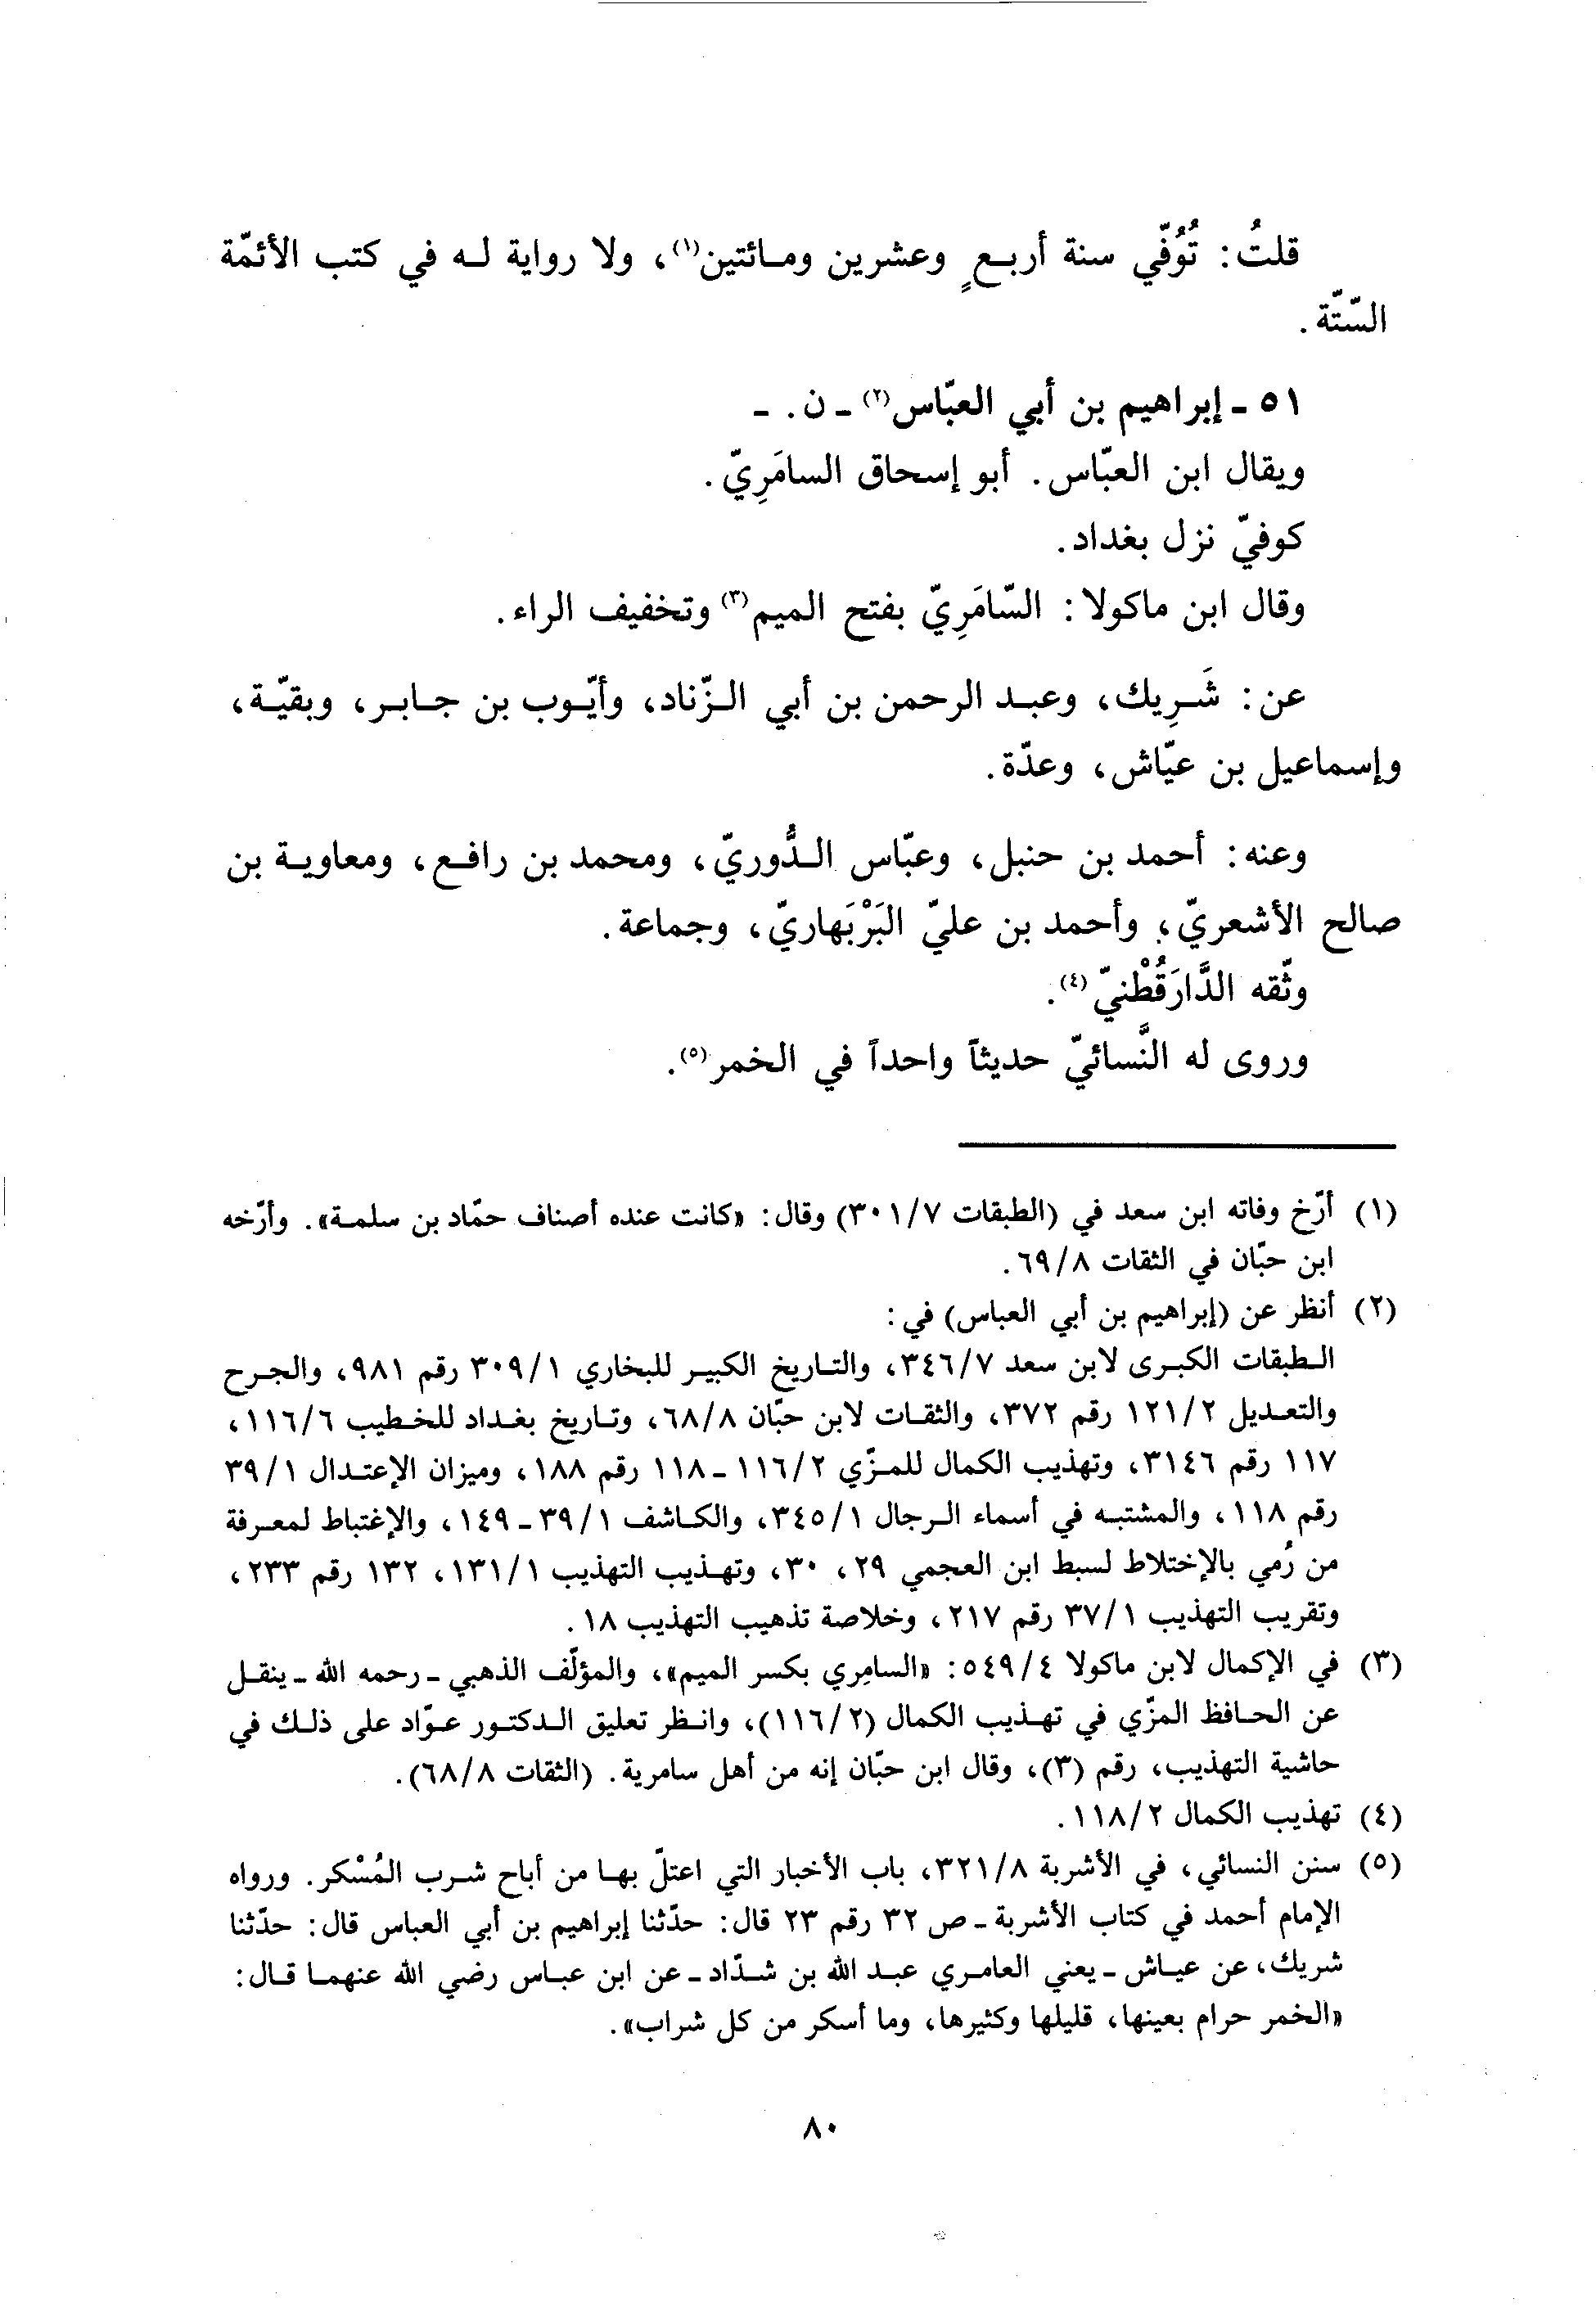 قلتُ: تُوُفّي سنة أربعٍ وعشرين ومائتين(١)، ولا رواية له في كتب الأئمّة
السّتّة.
٥١ - إبراهيم بن أبي العبّاس(٢) - ن. -
ويقال ابن العبّاس. أبو إسحاق السامَرِيّ.
كوفيّ نزل بغداد.
وقال ابن ماكولا: السّامَرِيّ بفتح الميم(٣) وتخفيف الراء.
عن: شَرِيك، وعبد الرحمن بن أبي الزّناد، وأيّوب بن جابر، وبقيّة،
وإسماعيل بن عيّاش، وعدّة.
وعنه: أحمد بن حنبل، وعبّاس الدُّوريّ، ومحمد بن رافع، ومعاوية بن
صالح الأشعريّ، وأحمد بن عليّ البَرْبَهاريّ، وجماعة.
وثّقه الدَّارَقُطْنيّ(٤).
وروى له النَّسائيّ حديثاً واحداً في الخمر(٥).
(١) أرّخ وفاته ابن سعد في (الطبقات ٣٠١/٧) وقال: «كانت عنده أصناف حمّاد بن سلمة». وأرّخه
ابن حبّان في الثقات ٦٩/٨.
(٢) أنظر عن (إبراهيم بن أبي العباس) في:
الطبقات الكبرى لابن سعد ٣٤٦/٧، والتاريخ الكبير للبخاري ٣٠٩/١ رقم ٩٨١، والجرح
والتعديل ١٢١/٢ رقم ٣٧٢، والثقات لابن حبّان ٦٨/٨، وتاريخ بغداد للخطيب ١١٦/٦،
١١٧ رقم ٣١٤٦، وتهذيب الكمال للمزّي ١١٦/٢ - ١١٨ رقم ١٨٨، وميزان الإعتدال ٣٩/١
رقم ١١٨، والمشتبه في أسماء الرجال ٣٤٥/١، والكاشف ٣٩/١ - ١٤٩، والإغتباط لمعرفة
من رُمي بالإختلاط لسبط ابن العجمي ٢٩، ٣٠، وتهذيب التهذيب ١٣١/١، ١٣٢ رقم ٢٣٣،
وتقريب التهذيب ٣٧/١ رقم ٢١٧، وخلاصة تذهيب التهذيب ١٨.
(٣) في الإكمال لابن ماكولا ٥٤٩/٤: «السامِري بكسر الميم»، والمؤلّف الذهبي - رحمه الله - ينقل
عن الحافظ المزّي في تهذيب الكمال (١١٦/٢)، وانظر تعليق الدكتور عوّاد على ذلك في
حاشية التهذيب، رقم (٣)، وقال ابن حبّان إنه من أهل سامرية. (الثقات ٦٨/٨).
(٤) تهذيب الكمال ١١٨/٢.
(٥) سنن النسائي، في الأشربة ٣٢١/٨، باب الأخبار التي اعتلّ بها من أباح شرب المُسْكر. ورواه
الإمام أحمد في كتاب الأشربة - ص ٣٢ رقم ٢٣ قال: حدّثنا إبراهيم بن أبي العباس قال: حدّثنا
شريك، عن عياش - يعني العامري عبد الله بن شدّاد - عن ابن عباس رضي الله عنهما قال:
«الخمر حرام بعينها، قليلها وكثيرها، وما أسكر من كل شراب».
٨٠